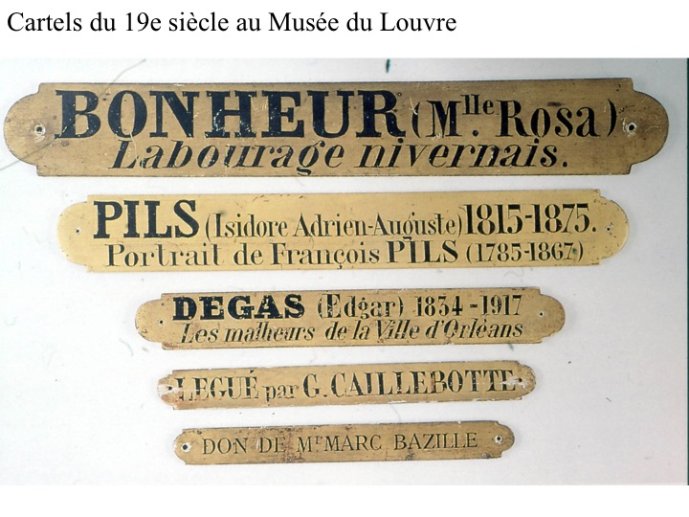 Cartels du 19e siècle au Musée du Louvre
BONHEUR (Mlle. Rosa)
Labourage nivernais.
PILS (Isidore Adrien-Auguste) 1815-1875.
Portrait de François PILS (1785-1867)
DEGAS (Edgar) 1834-1917
Les malheurs de la Ville d'Orléans
LEGUÉ par G. CAILLEBOTTE
DON DE Mr MARC BAZILLE